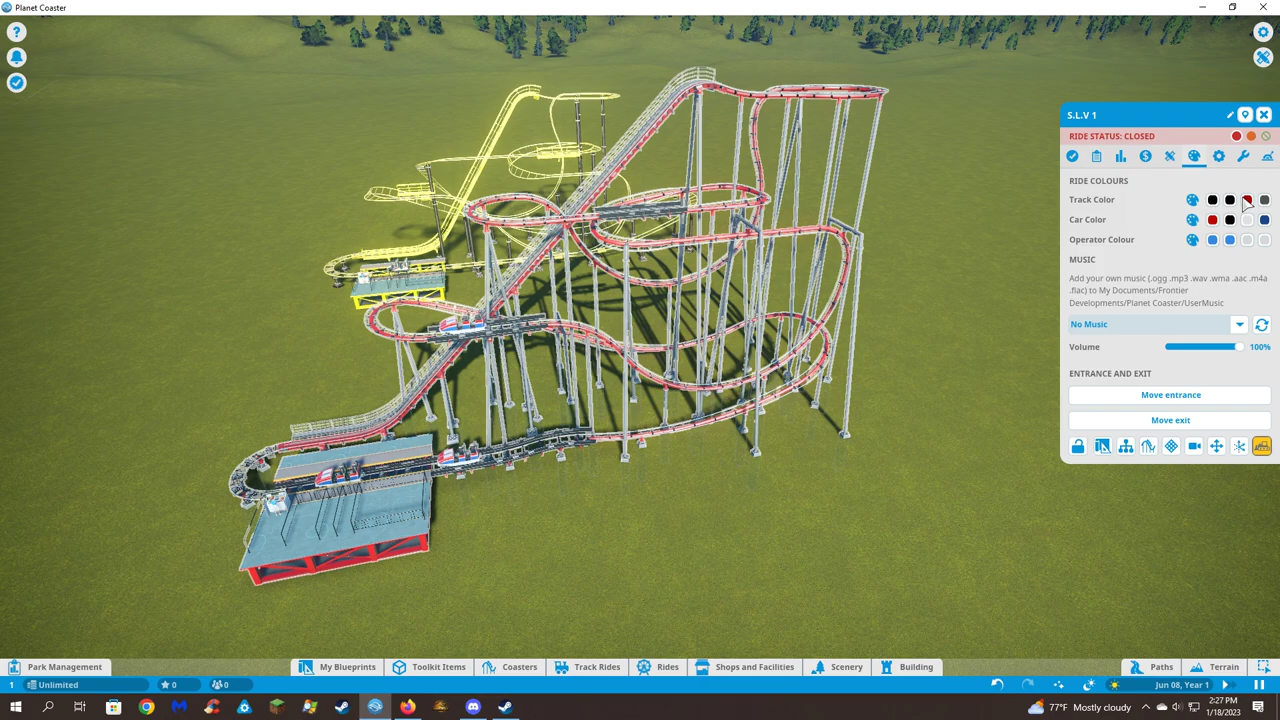 Planet Coaster
S.L.V 1
RIDE STATUS: CLOSED
RIDE COLOURS
Track Color
Car Color
Operator Colour
MUSIC
Add your own music (.ogg .mp3 .wav .wma .aac .m4a
.flac) to My Documents/Frontier
Developments/Planet Coaster/UserMusic
No Music
Volume 100%
ENTRANCE AND EXIT
Move entrance
Move exit
Park Management My Blueprints Toolkit Items Coasters Track Rides Rides Shops and Facilities Scenery Building Paths Terrain
1 Unlimited 0 0 Jun 08, Year 1
77°F Mostly cloudy 2:27 PM
1/18/2023